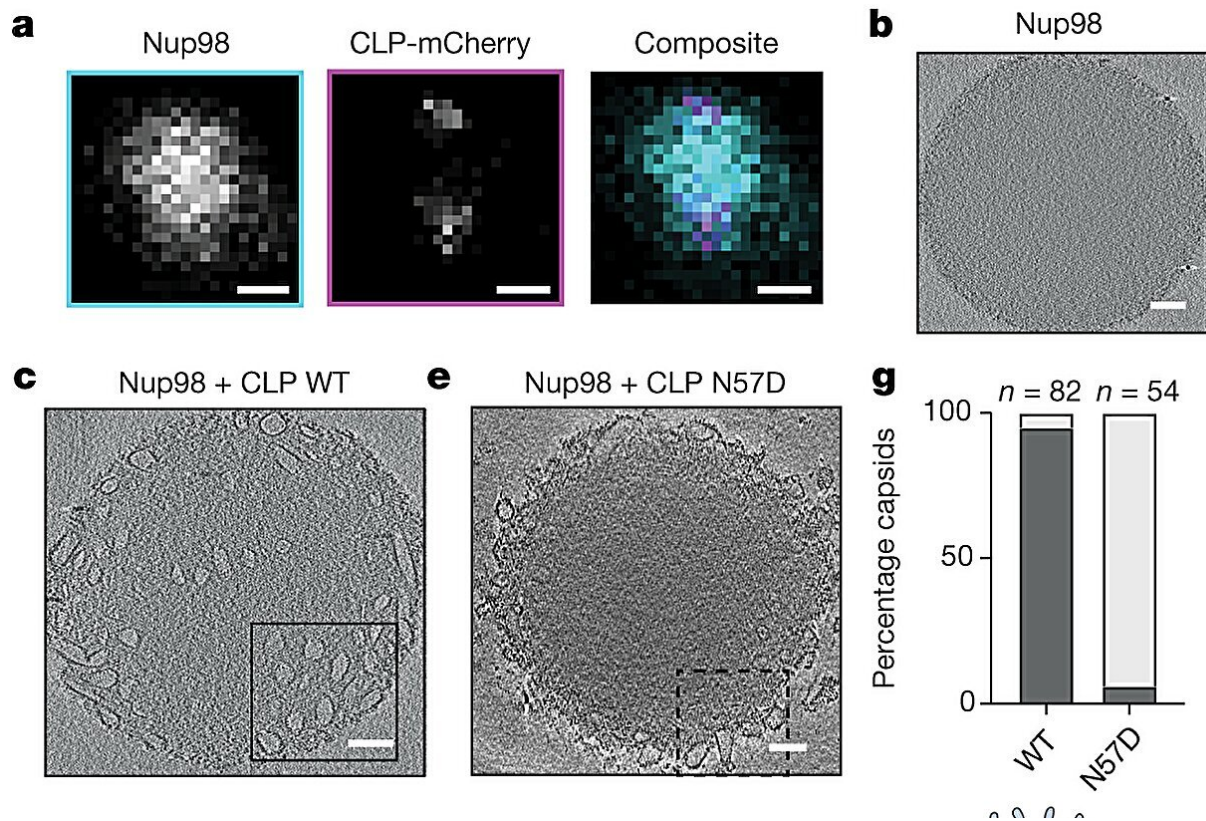 a
Nup98
CLP-mCherry
Composite
b
Nup98
c
Nup98 + CLP WT
e
Nup98 + CLP N57D
g
n = 82 n = 54
Percentage capsids
100
50
0
WT
N57D